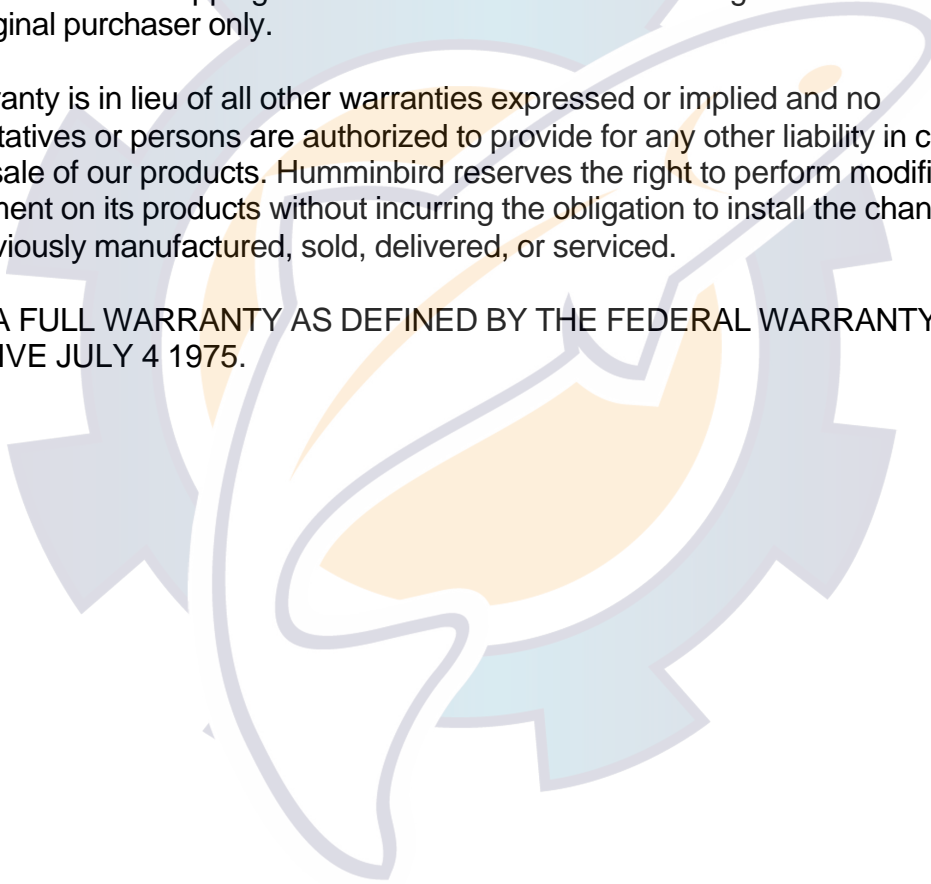 ginal purchaser only.
ranty is in lieu of all other warranties expressed or implied and no
tatives or persons are authorized to provide for any other liability in c
sale of our products. Humminbird reserves the right to perform modifi
ment on its products without incurring the obligation to install the chan
viously manufactured, sold, delivered, or serviced.
A FULL WARRANTY AS DEFINED BY THE FEDERAL WARRANTY
IVE JULY 4 1975.